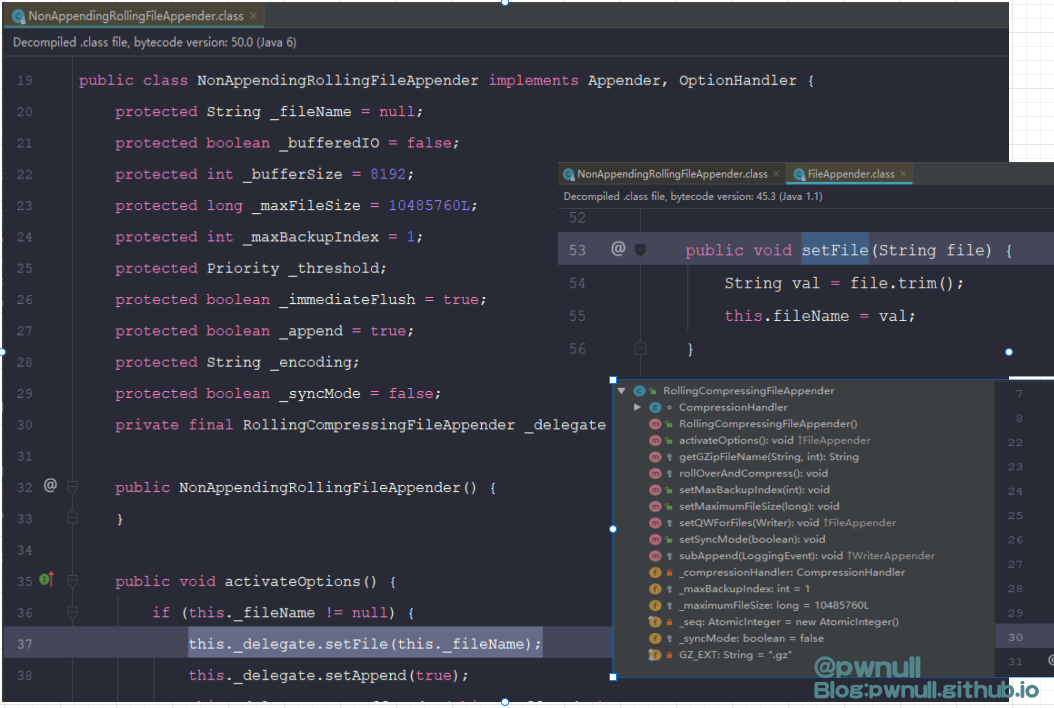 NonAppendingRollingFileAppender.class ×
Decompiled .class file, bytecode version: 50.0 (Java 6)
19 public class NonAppendingRollingFileAppender implements Appender, OptionHandler {
20 protected String _fileName = null;
21 protected boolean _bufferedIO = false;
22 protected int _bufferSize = 8192;
23 protected long _maxFileSize = 10485760L;
24 protected int _maxBackupIndex = 1;
25 protected Priority _threshold;
26 protected boolean _immediateFlush = true;
27 protected boolean _append = true;
28 protected String _encoding;
29 protected boolean _syncMode = false;
30 private final RollingCompressingFileAppender _delegate
31
32 @ public NonAppendingRollingFileAppender() {
33 }
34
35 public void activateOptions() {
36 if (this._fileName != null) {
37 this._delegate.setFile(this._fileName);
38 this._delegate.setAppend(true);
NonAppendingRollingFileAppender.class × FileAppender.class ×
Decompiled .class file, bytecode version: 45.3 (Java 1.1)
52
53 @ public void setFile(String file) {
54 String val = file.trim();
55 this.fileName = val;
56 }
RollingCompressingFileAppender
CompressionHandler
RollingCompressingFileAppender()
activateOptions(): void ↑FileAppender
getGZipFileName(String, int): String
rollOverAndCompress(): void
setMaxBackupIndex(int): void
setMaximumFileSize(long): void
setQWForFiles(Writer): void ↑FileAppender
setSyncMode(boolean): void
subAppend(LoggingEvent): void ↑WriterAppender
_compressionHandler: CompressionHandler
_maxBackupIndex: int = 1
_maximumFileSize: long = 10485760L
_seq: AtomicInteger = new AtomicInteger()
_syncMode: boolean = false
GZ_EXT: String = ".gz"
7
8
22
23
24
25
26
27
28
29
30
31
@pwnull
Blog:pwnull.github.io